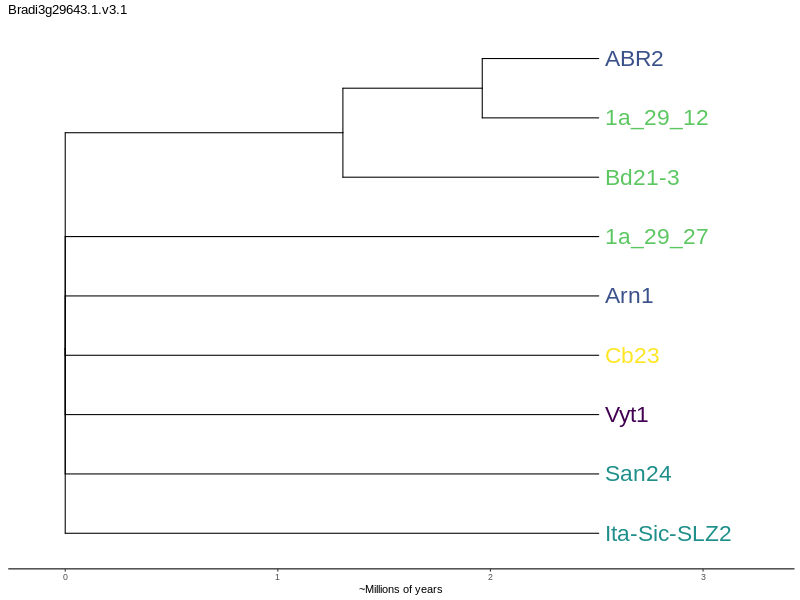 Bradi3g29643.1.v3.1
ABR2
1a_29_12
Bd21-3
1a_29_27
Arn1
Cb23
Vyt1
San24
Ita-Sic-SLZ2
0 1 2 3
~Millions of years